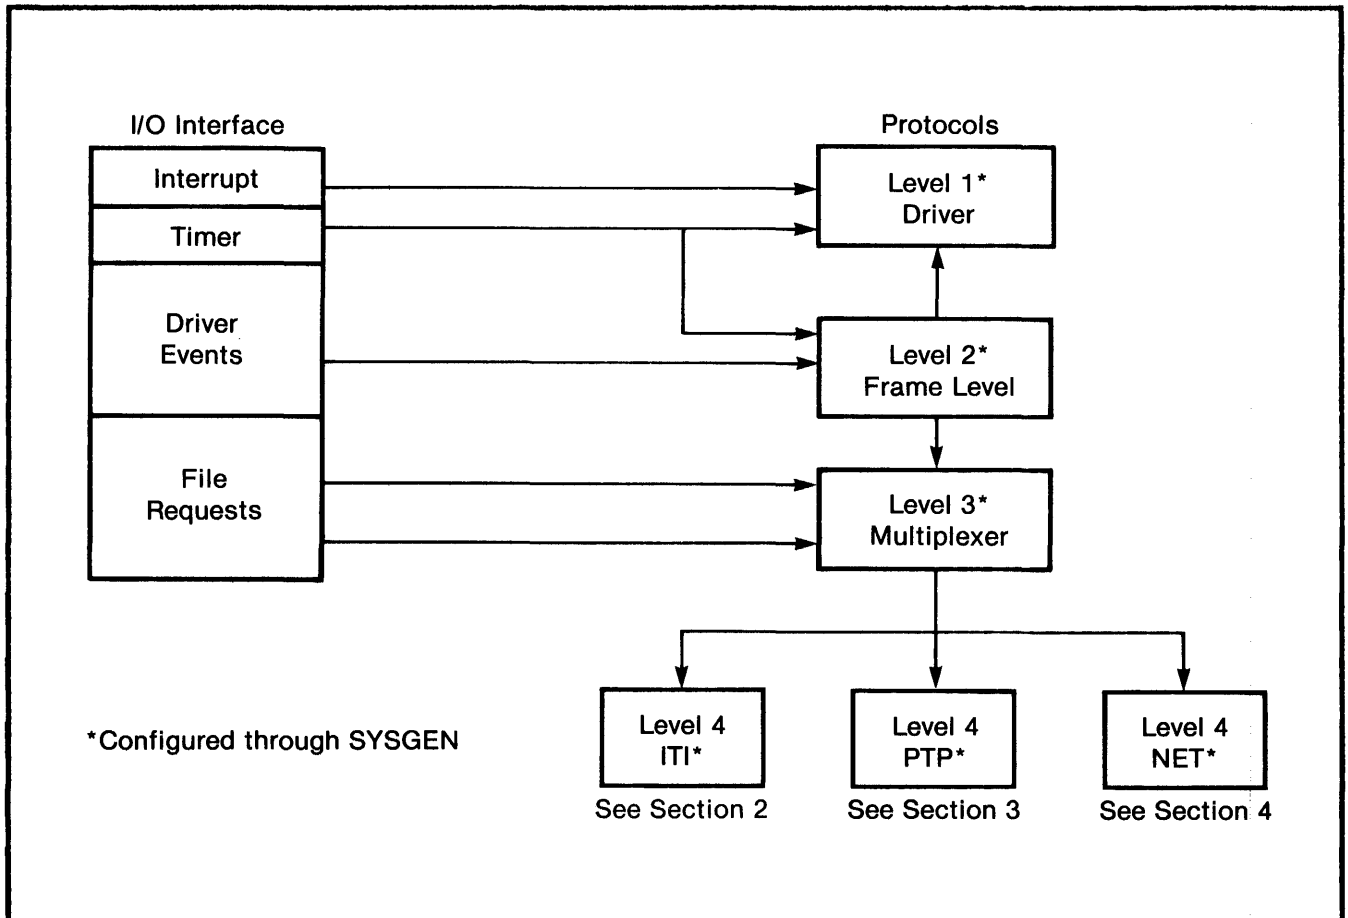 I/O Interface
Interrupt
Timer
Driver
Events
File
Requests
Protocols
Level 1*
Driver
Level 2*
Frame Level
Level 3*
Multiplexer
Level 4
ITI*
See Section 2
Level 4
PTP*
See Section 3
Level 4
NET*
See Section 4
*Configured through SYSGEN